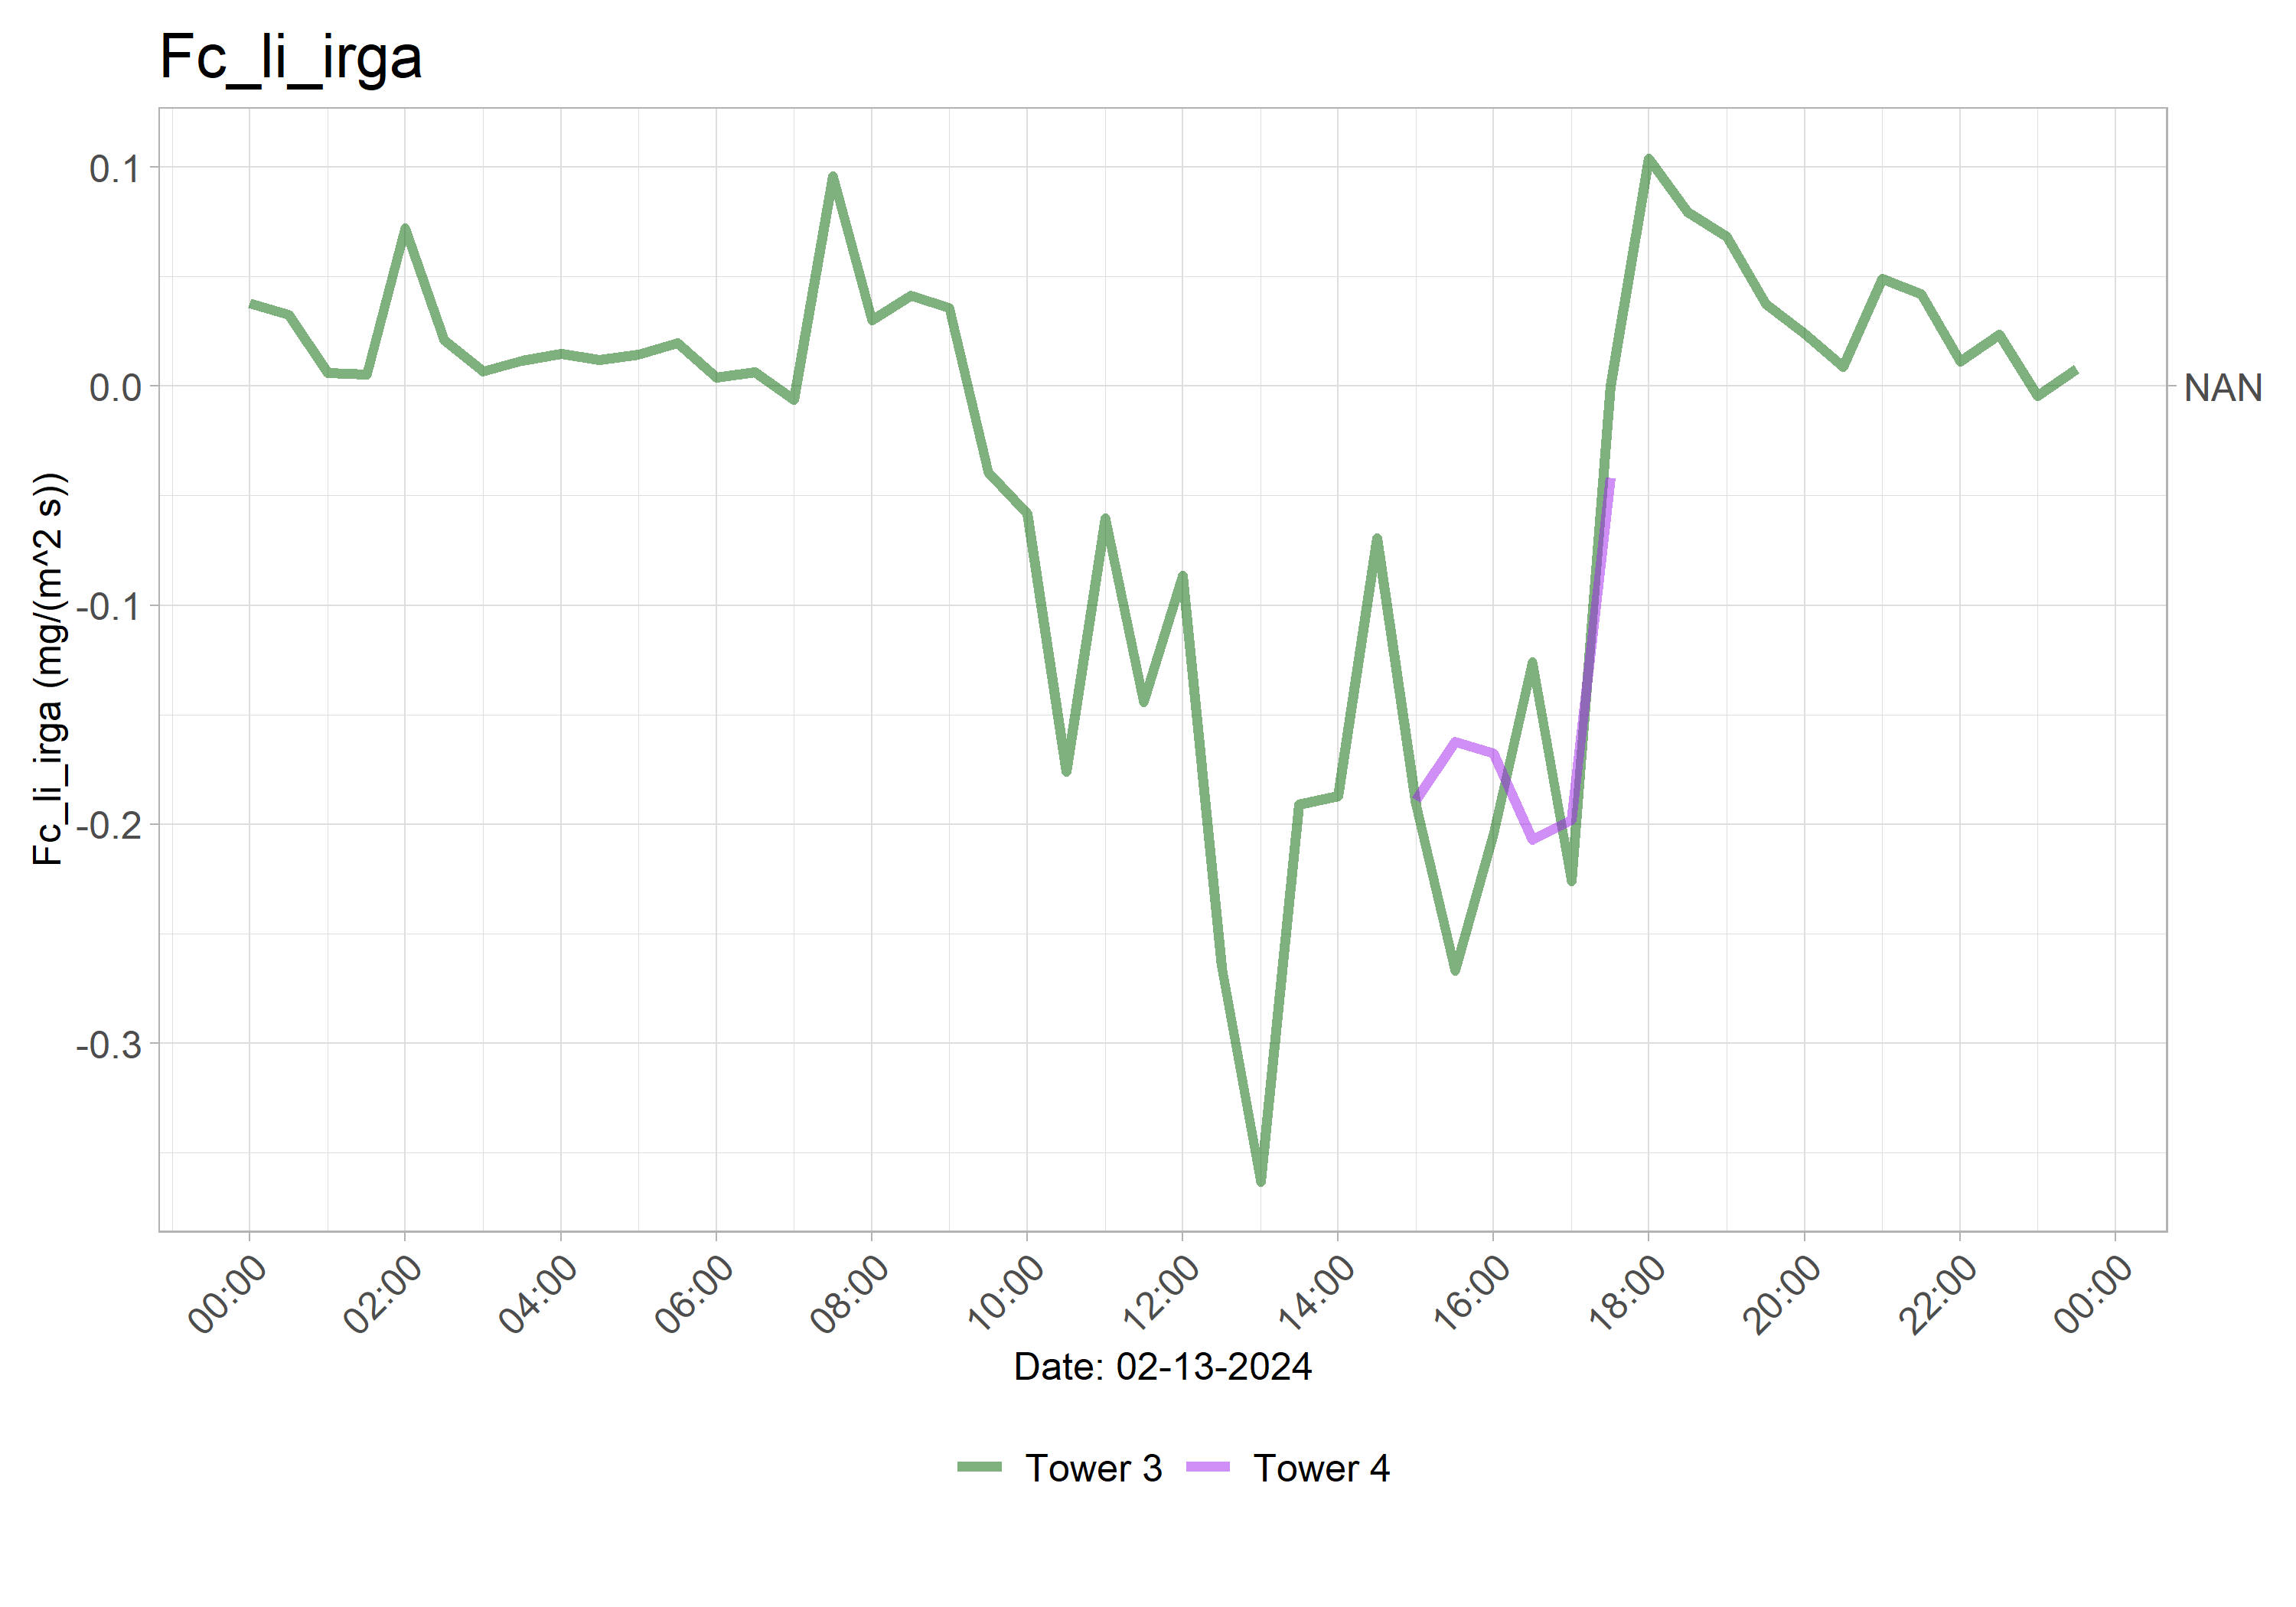 Fc_li_irga
Fc_li_irga (mg/(m^2 s))
0.1
0.0
-0.1
-0.2
-0.3
NAN
00:00 02:00 04:00 06:00 08:00 10:00 12:00 14:00 16:00 18:00 20:00 22:00 00:00
Date: 02-13-2024
Tower 3 Tower 4